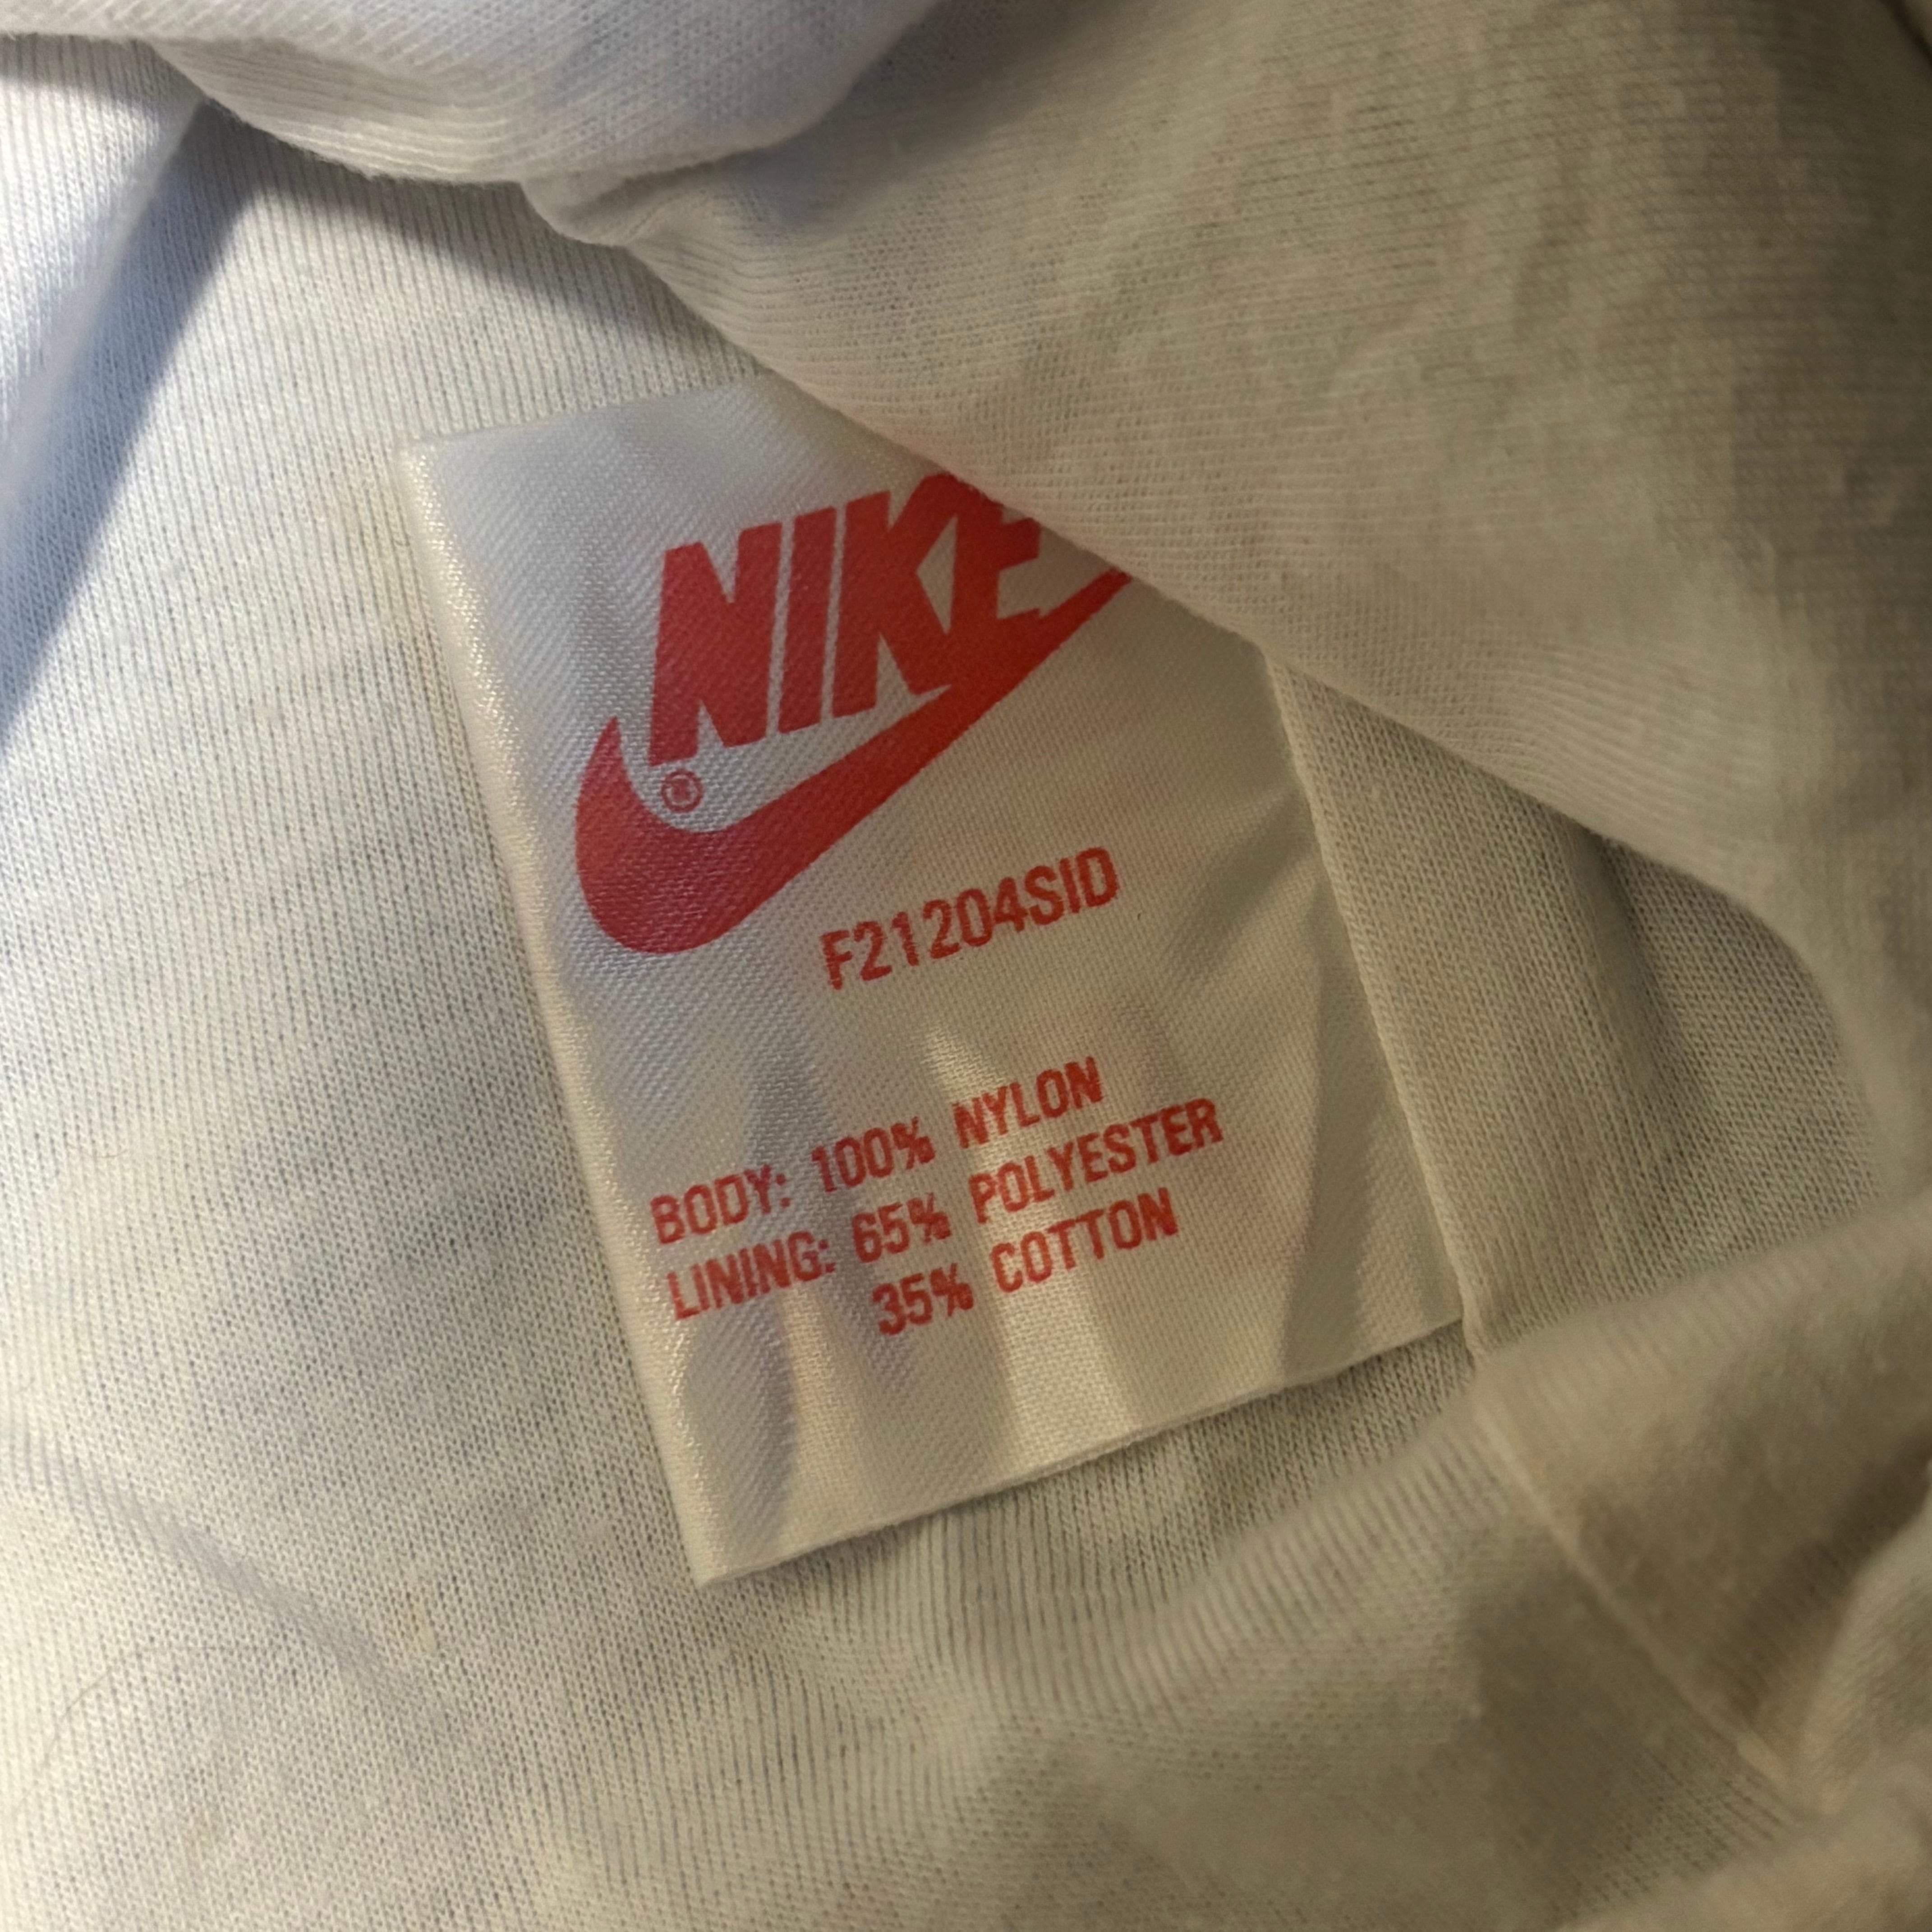 NIKE
®
F21204SID
BODY: 100% NYLON
LINING: 65% POLYESTER
35% COTTON